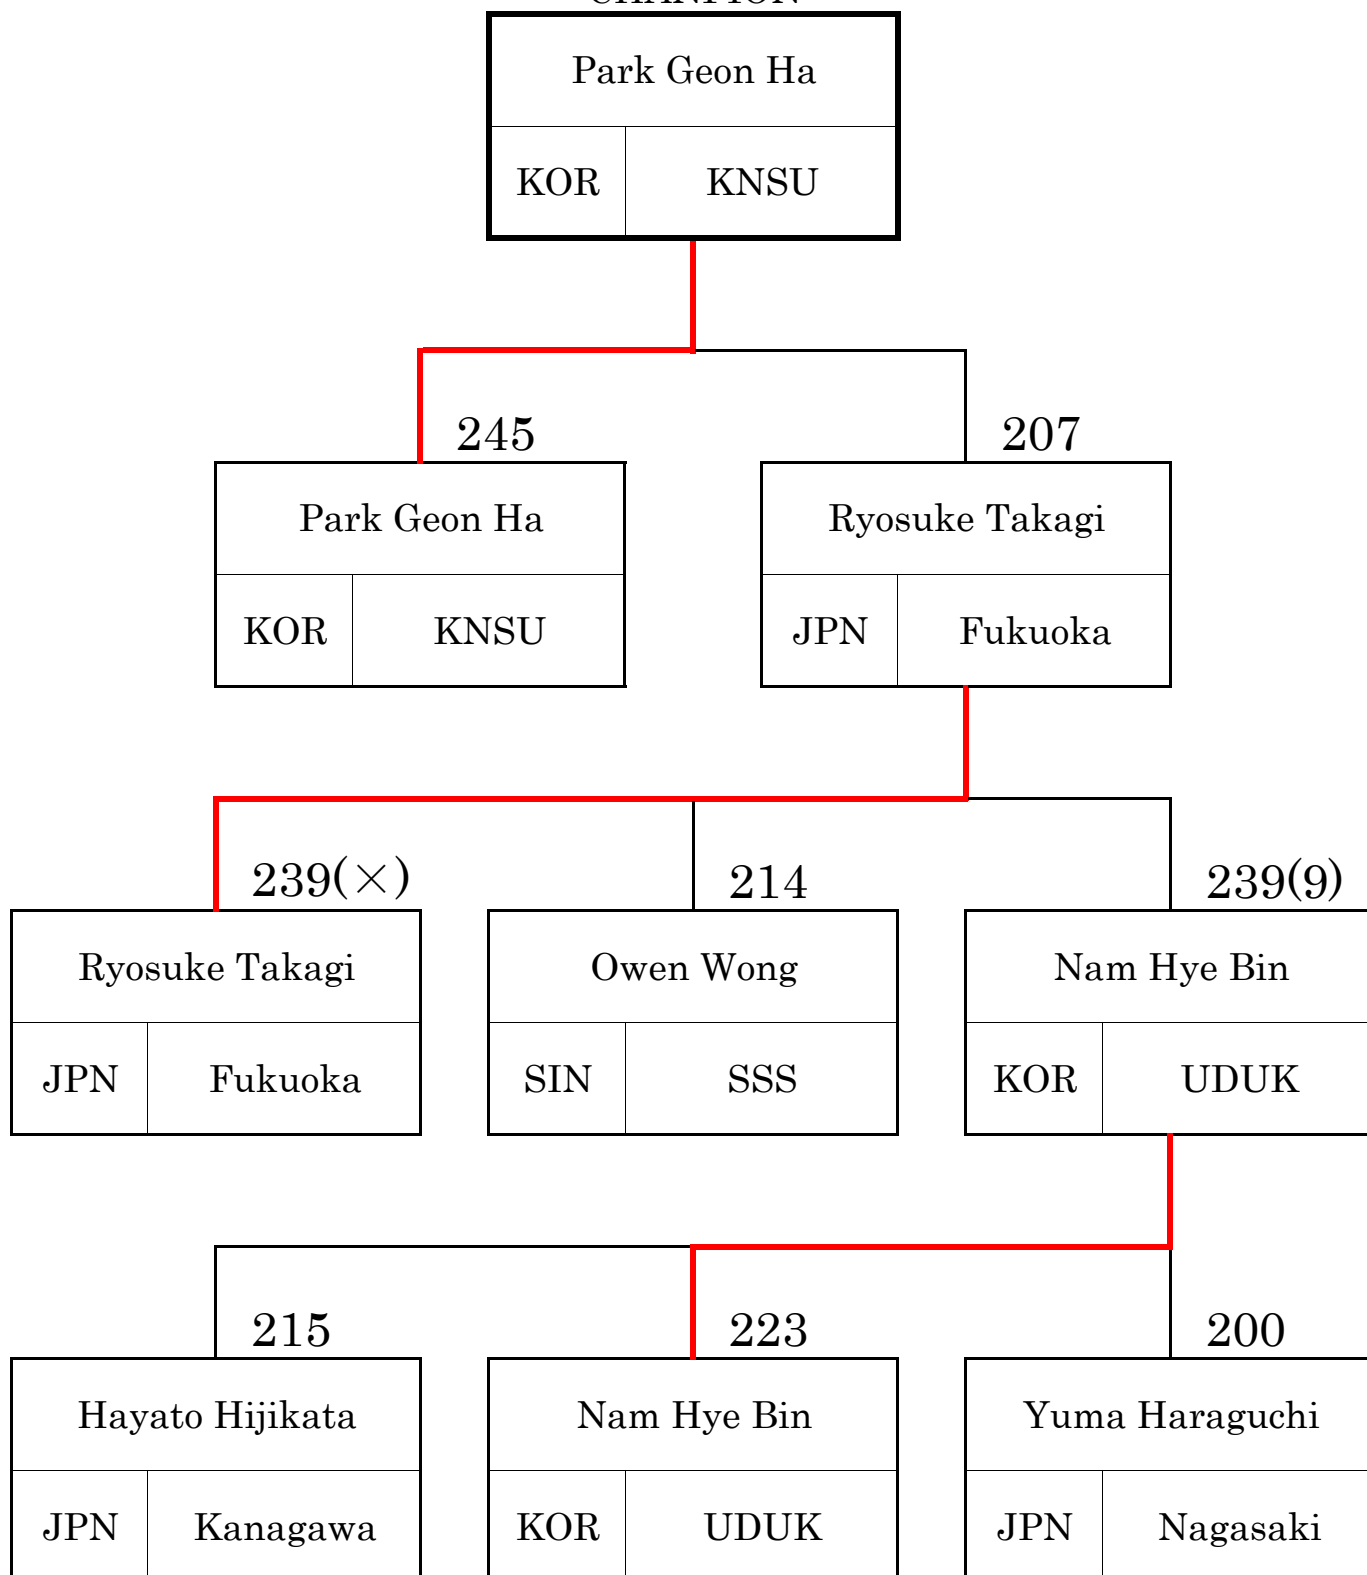 Park Geon Ha
KOR KNSU
245 207
Park Geon Ha Ryosuke Takagi
KOR KNSU JPN Fukuoka
239(×) 214 239(9)
Ryosuke Takagi Owen Wong Nam Hye Bin
JPN Fukuoka SIN SSS KOR UDUK
215 223 200
Hayato Hijikata Nam Hye Bin Yuma Haraguchi
JPN Kanagawa KOR UDUK JPN Nagasaki